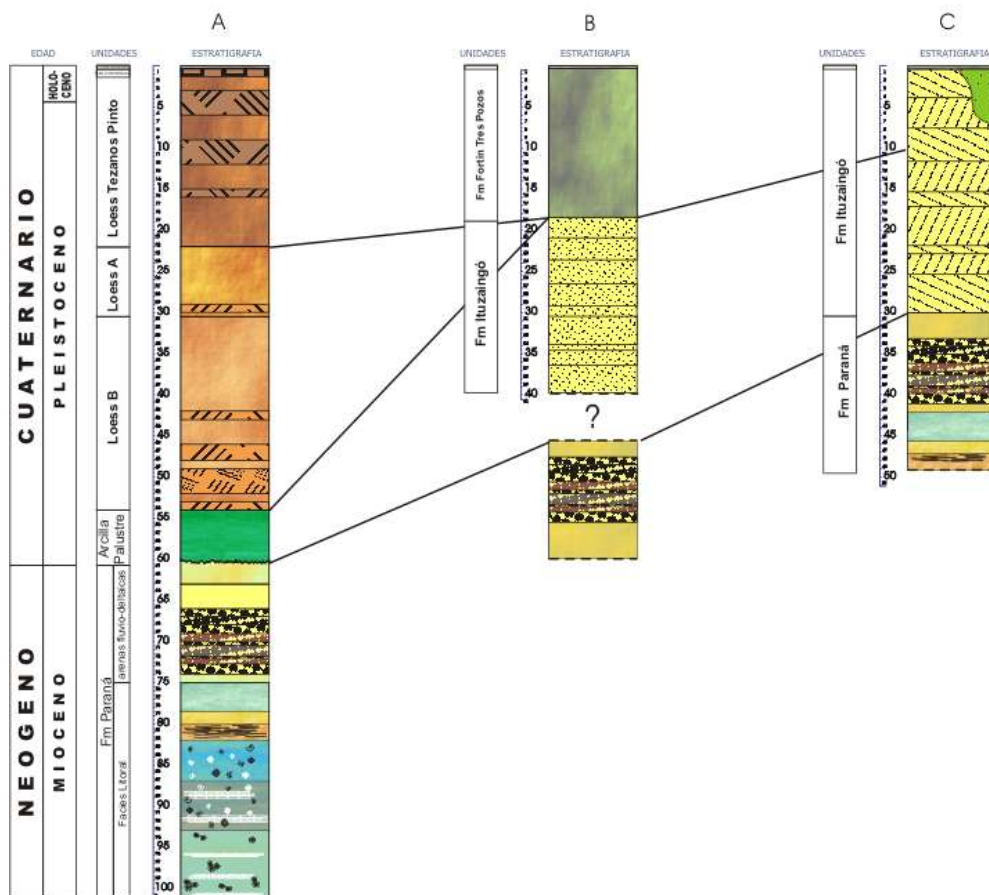 A
B
C
EDAD
UNIDADES
ESTRATIGRAFIA
UNIDADES
ESTRATIGRAFIA
UNIDADES
ESTRATIGRAFIA
CUATERNARIO
NEOGENO
HOLO-
CENO
PLEISTOCENO
MIOCENO
Loess Tezanos Pinto
Loess A
Loess B
Arcilla
Palustre
Fm Paraná
arenas fluvio-deltaicas
Facies Litoral
5
10
15
20
25
30
35
40
45
50
55
60
65
70
75
80
85
90
95
100
Fm Fortin Tres Pozos
Fm Ituzaingó
5
10
15
20
25
30
35
40
?
Fm Ituzaingó
Fm Paraná
5
10
15
20
25
30
35
40
45
50